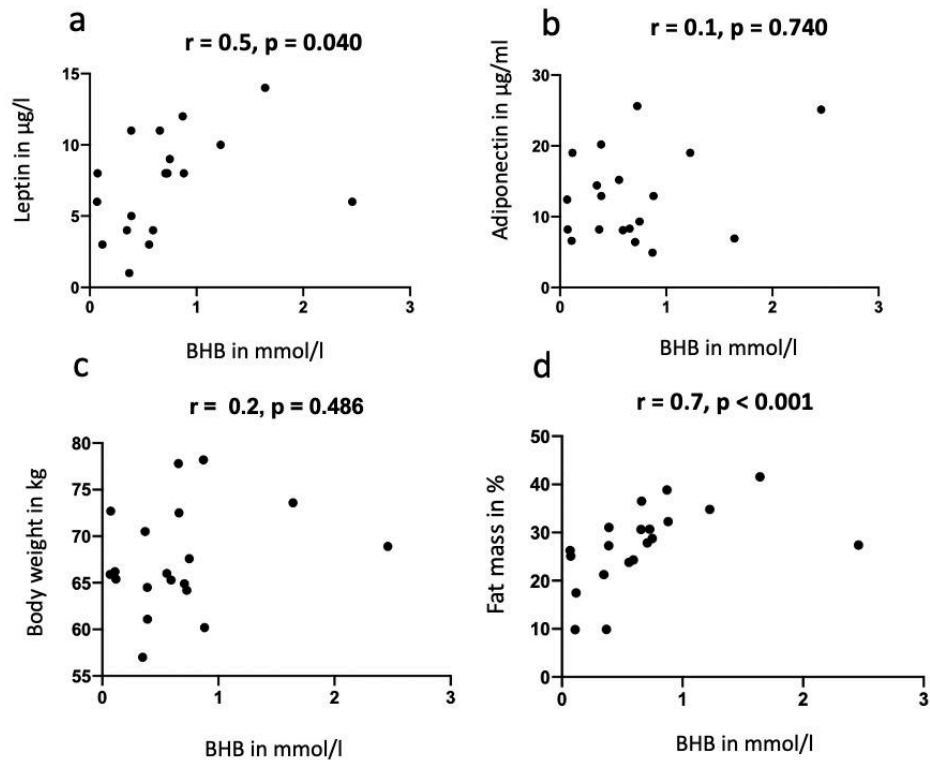 a
r = 0.5, p = 0.040
Leptin in µg/l
15
10
5
0
0 1 2 3
BHB in mmol/l
b
r = 0.1, p = 0.740
Adiponectin in µg/ml
30
20
10
0
0 1 2 3
BHB in mmol/l
c
r = 0.2, p = 0.486
Body weight in kg
80
75
70
65
60
55
0 1 2 3
BHB in mmol/l
d
r = 0.7, p < 0.001
Fat mass in %
50
40
30
20
10
0
0 1 2 3
BHB in mmol/l